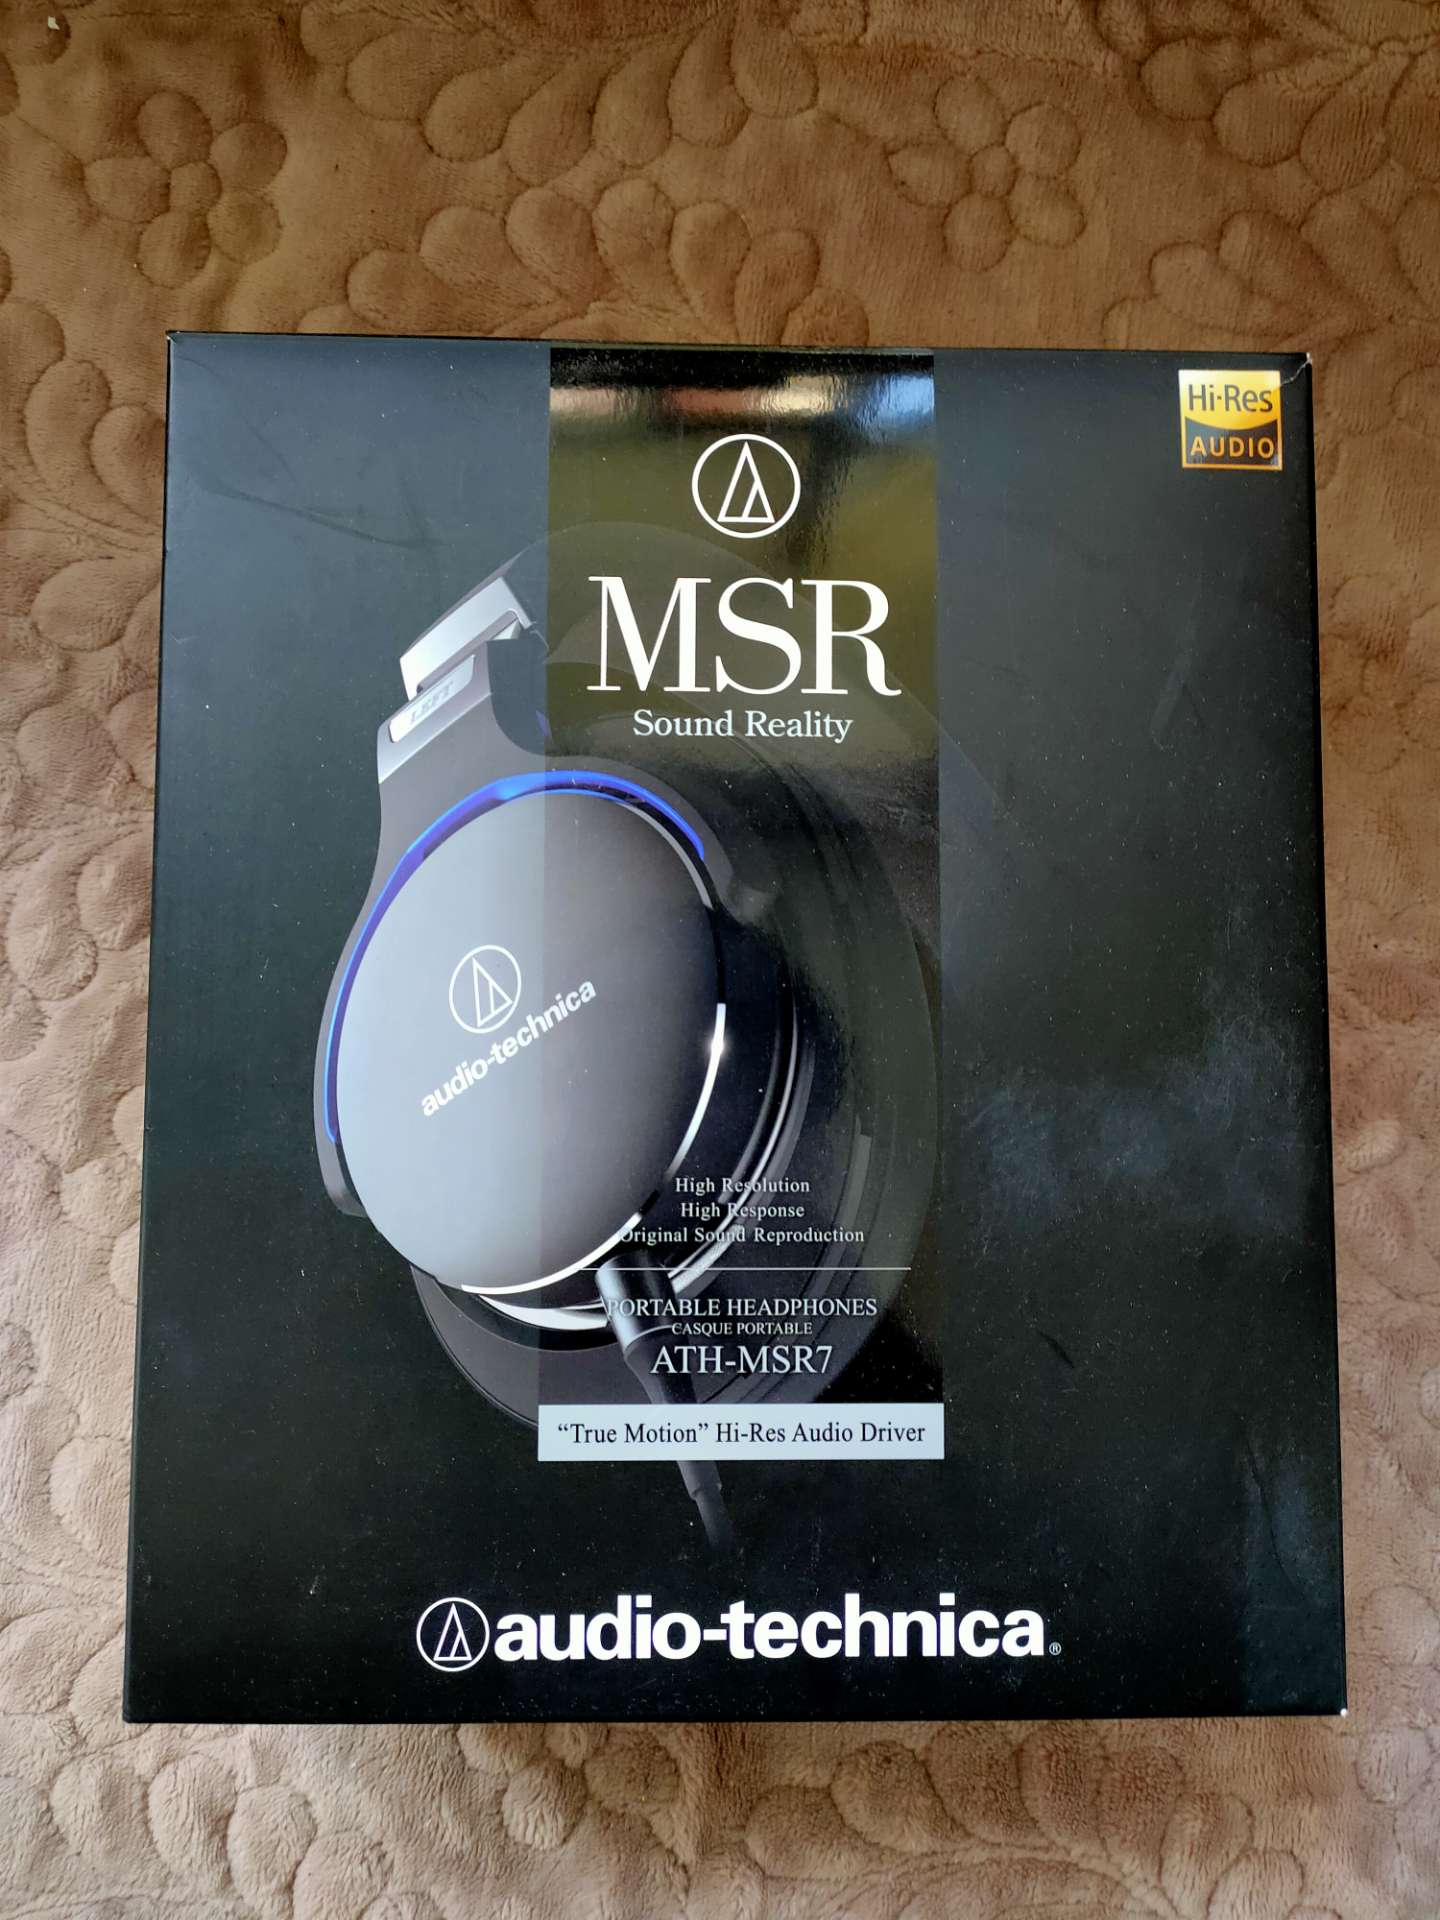 Hi-Res
AUDIO
MSR
Sound Reality
LEFT
audio-technica
High Resolution
High Response
Original Sound Reproduction
PORTABLE HEADPHONES
CASQUE PORTABLE
ATH-MSR7
“True Motion” Hi-Res Audio Driver
audio-technica®